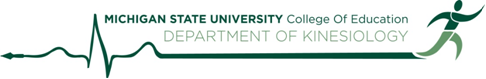 MICHIGAN STATE UNIVERSITY College Of Education
DEPARTMENT OF KINESIOLOGY